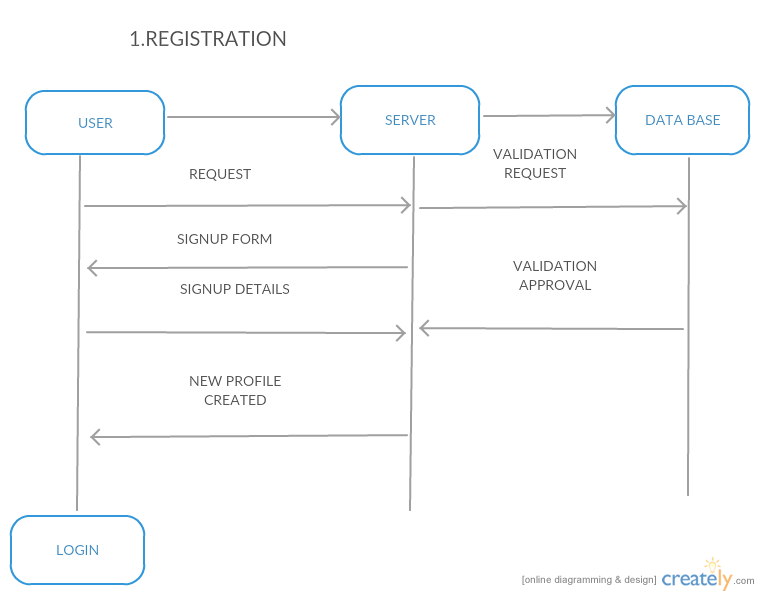 1.REGISTRATION
USER
SERVER
DATA BASE
VALIDATION
REQUEST
REQUEST
SIGNUP FORM
VALIDATION
APPROVAL
SIGNUP DETAILS
NEW PROFILE
CREATED
LOGIN
[online diagramming & design] creately.com